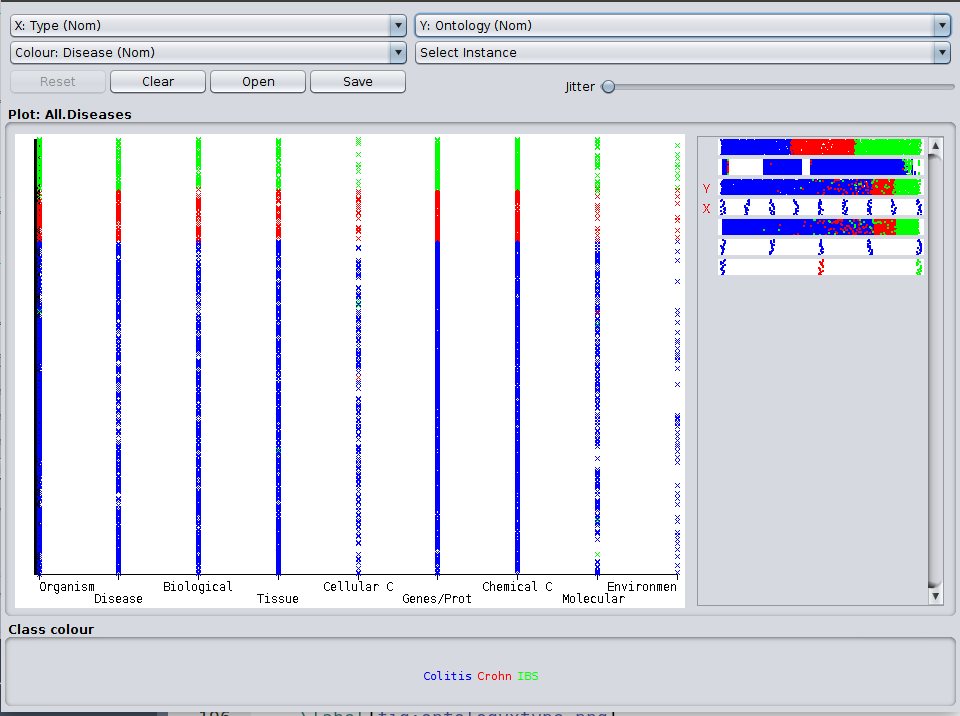 X: Type (Nom) Y: Ontology (Nom)
Colour: Disease (Nom) Select Instance
Reset Clear Open Save Jitter
Plot: All.Diseases
Y
X
Organism Biological Cellular C Chemical C Environmen
Disease Tissue Genes/Prot Molecular
Class colour
Colitis Crohn IBS